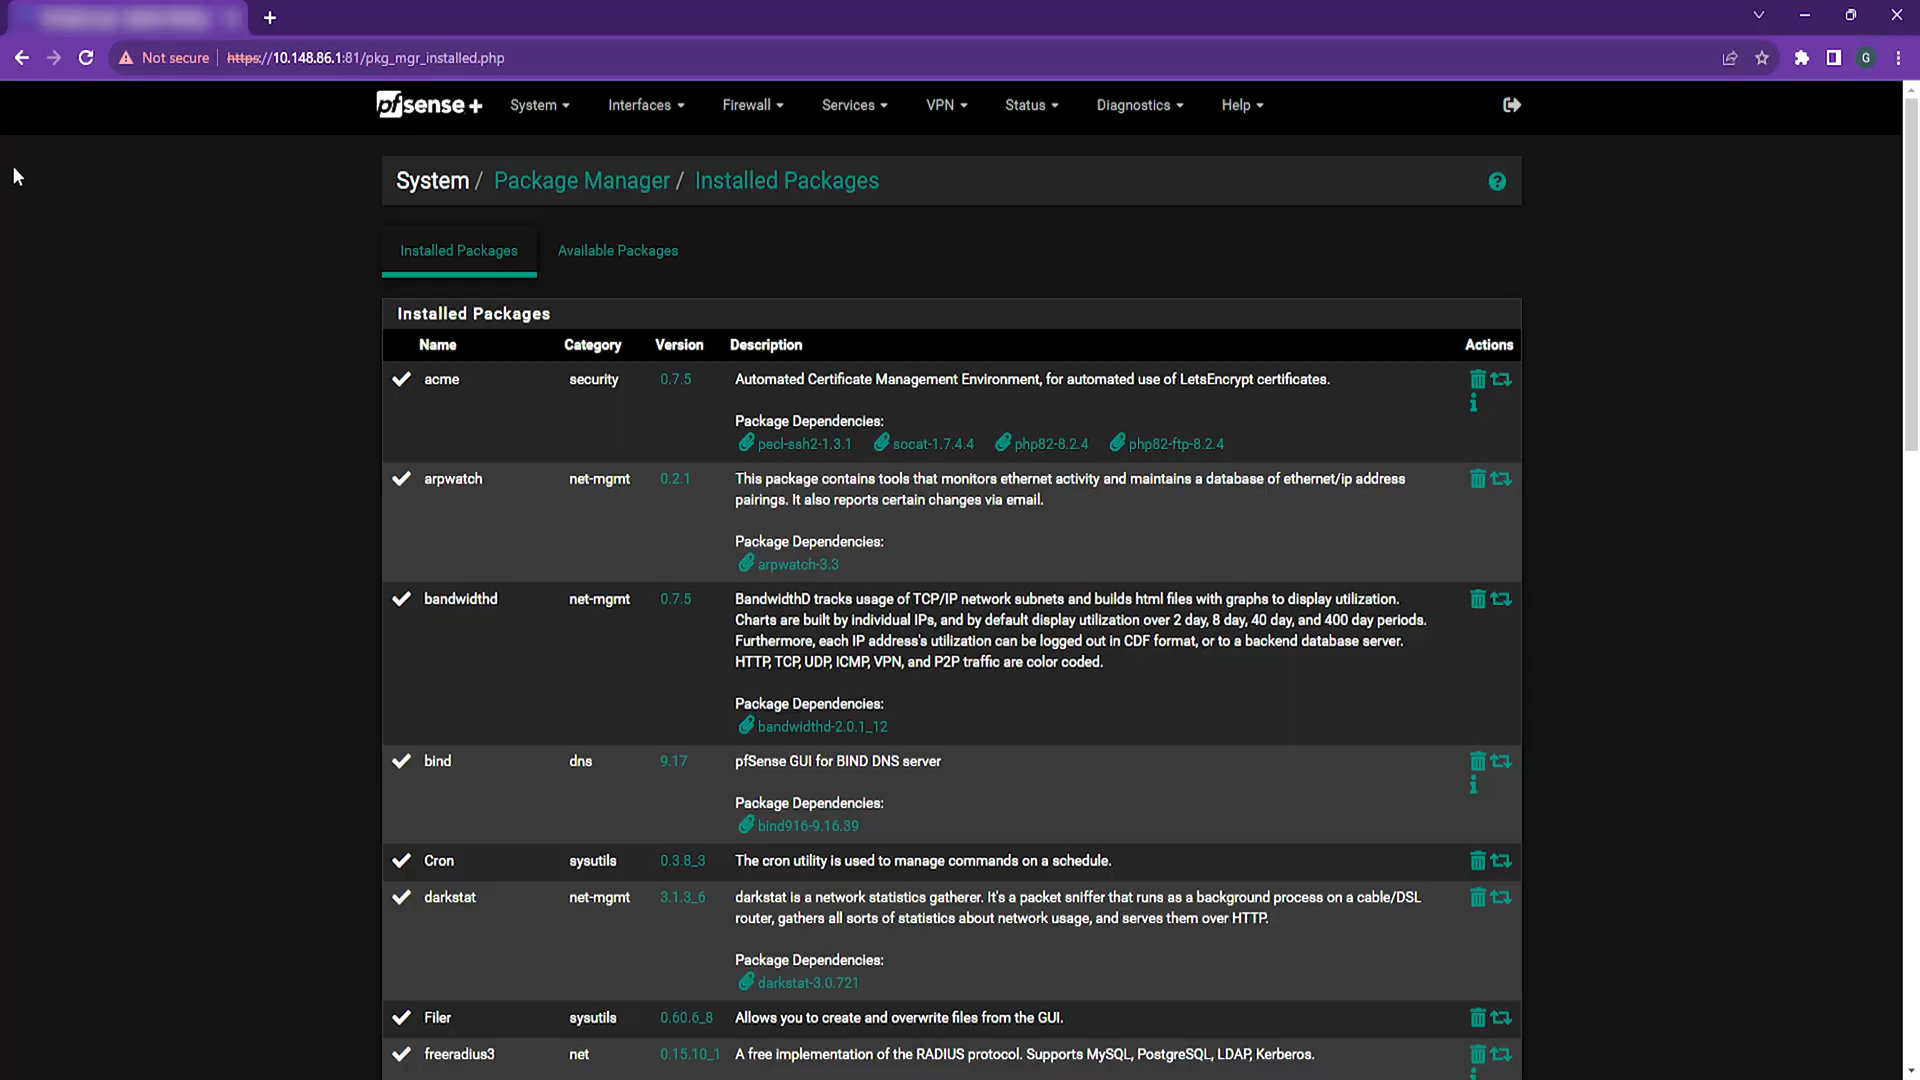 Not secure
https://10.148.86.1:81/pkg_mgr_installed.php
G
pfsense +
System
Interfaces
Firewall
Services
VPN
Status
Diagnostics
Help
System / Package Manager / Installed Packages
Installed Packages
Available Packages
Installed Packages
Name Category Version Description Actions
acme security 0.7.5 Automated Certificate Management Environment, for automated use of LetsEncrypt certificates.
Package Dependencies:
pecl-ssh2-1.3.1 socat-1.7.4.4 php82-8.2.4 php82-ftp-8.2.4
arpwatch net-mgmt 0.2.1 This package contains tools that monitors ethernet activity and maintains a database of ethernet/ip address
pairings. It also reports certain changes via email.
Package Dependencies:
arpwatch-3.3
bandwidthd net-mgmt 0.7.5 BandwidthD tracks usage of TCP/IP network subnets and builds html files with graphs to display utilization.
Charts are built by individual IPs, and by default display utilization over 2 day, 8 day, 40 day, and 400 day periods.
Furthermore, each IP address's utilization can be logged out in CDF format, or to a backend database server.
HTTP, TCP, UDP, ICMP, VPN, and P2P traffic are color coded.
Package Dependencies:
bandwidthd-2.0.1_12
bind dns 9.17 pfSense GUI for BIND DNS server
Package Dependencies:
bind916-9.16.39
Cron sysutils 0.3.8_3 The cron utility is used to manage commands on a schedule.
darkstat net-mgmt 3.1.3_6 darkstat is a network statistics gatherer. It's a packet sniffer that runs as a background process on a cable/DSL
router, gathers all sorts of statistics about network usage, and serves them over HTTP.
Package Dependencies:
darkstat-3.0.721
Filer sysutils 0.60.6_8 Allows you to create and overwrite files from the GUI.
freeradius3 net 0.15.10_1 A free implementation of the RADIUS protocol. Supports MySQL, PostgreSQL, LDAP, Kerberos.